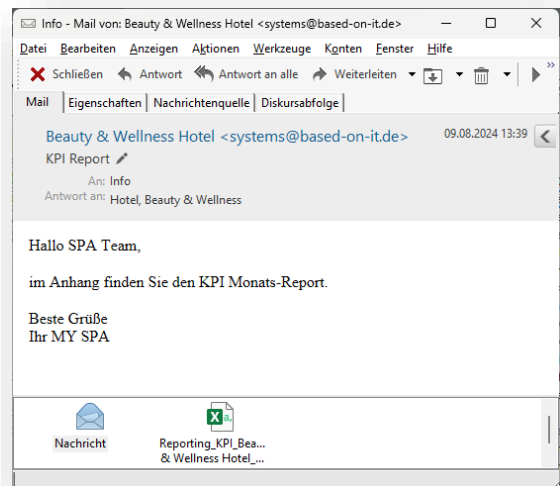 Info - Mail von: Beauty & Wellness Hotel <systems@based-on-it.de>
Datei Bearbeiten Anzeigen Aktionen Werkzeuge Konten Fenster Hilfe
Schließen Antwort Antwort an alle Weiterleiten
Mail Eigenschaften Nachrichtenquelle Diskursabfolge
Beauty & Wellness Hotel <systems@based-on-it.de> 09.08.2024 13:39
KPI Report
An: Info
Antwort an: Hotel, Beauty & Wellness
Hallo SPA Team,
im Anhang finden Sie den KPI Monats-Report.
Beste Grüße
Ihr MY SPA
Nachricht
Reporting_KPI_Bea...
& Wellness Hotel_...